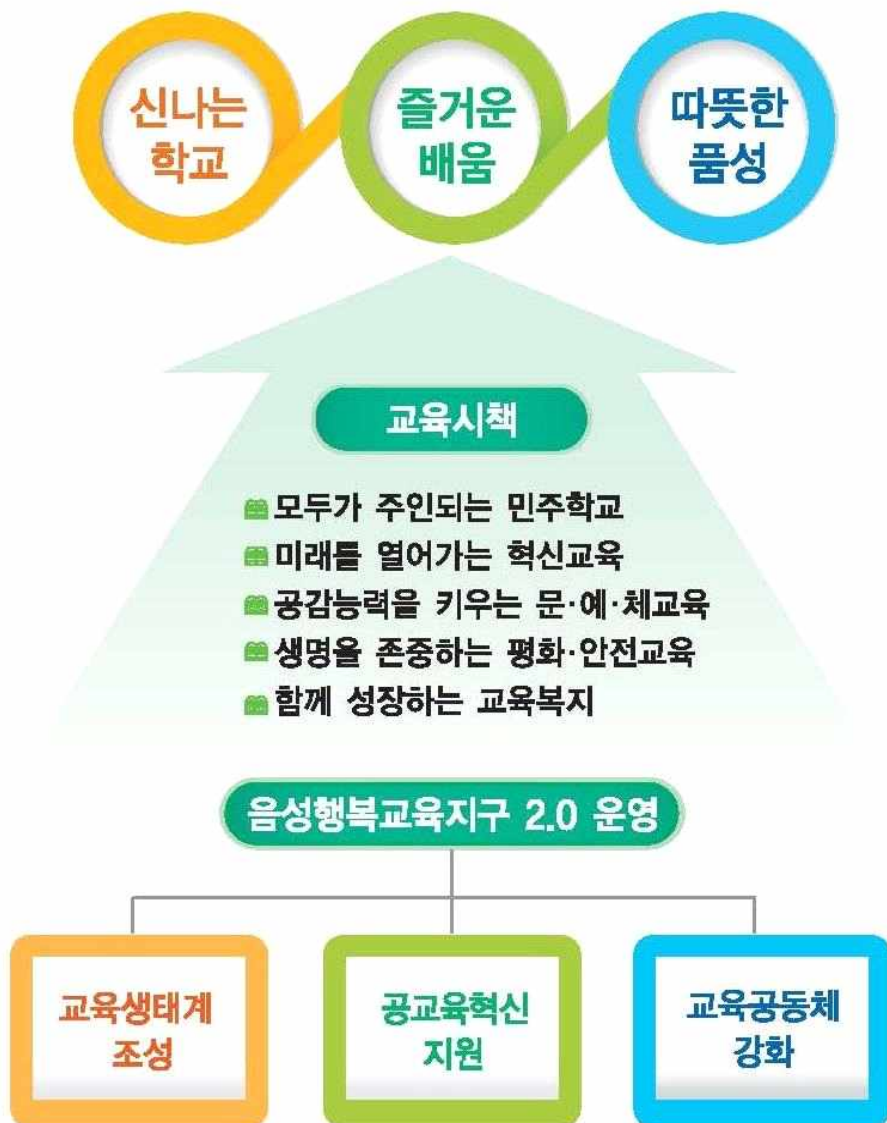 신나는
학교
즐거운
배움
따뜻한
품성
교육시책
모두가 주인되는 민주학교
미래를 열어가는 혁신교육
공감능력을 키우는 문·예·체교육
생명을 존중하는 평화·안전교육
함께 성장하는 교육복지
음성행복교육지구 2.0 운영
교육생태계
조성
공교육혁신
지원
교육공동체
강화